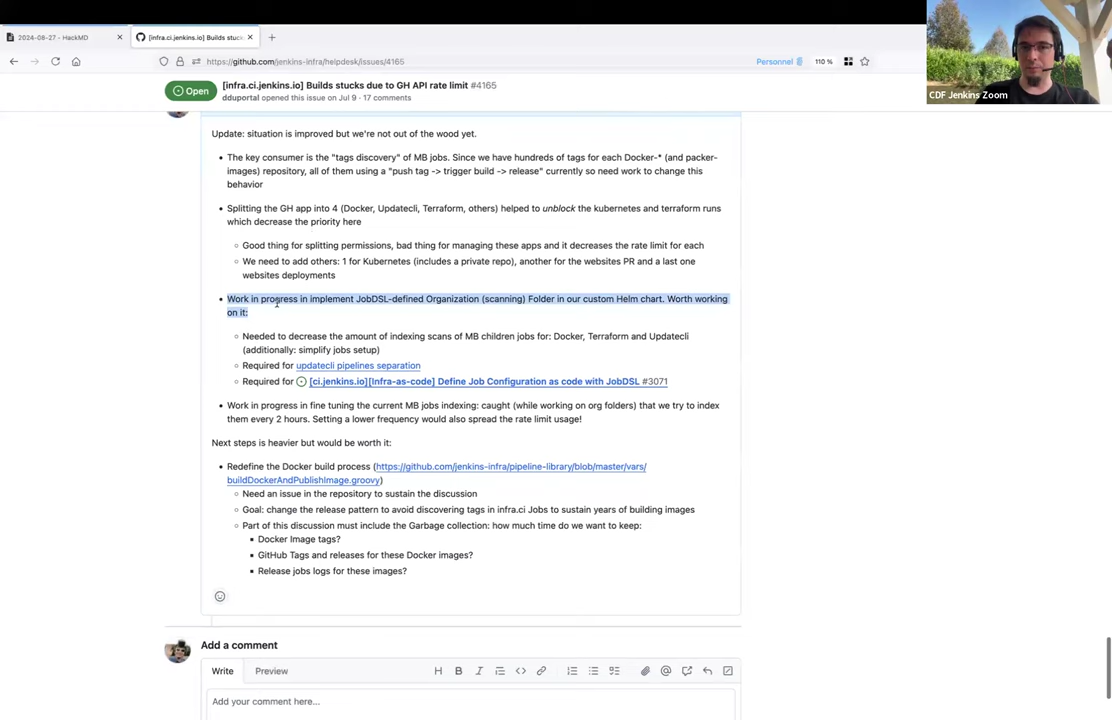 2024-08-27 - HackMD
[infra.ci.jenkins.io] Builds stuck
https://github.com/jenkins-infra/helpdesk/issues/4165
Personnel
110 %
CDF Jenkins Zoom
Open
[infra.ci.jenkins.io] Builds stucks due to GH API rate limit #4165
dduportal opened this issue on Jul 9 · 17 comments
Update: situation is improved but we're not out of the wood yet.
The key consumer is the "tags discovery" of MB jobs. Since we have hundreds of tags for each Docker-* (and packer-
images) repository, all of them using a "push tag -> trigger build -> release" currently so need work to change this
behavior
Splitting the GH app into 4 (Docker, Updatecli, Terraform, others) helped to unblock the kubernetes and terraform runs
which decrease the priority here
Good thing for splitting permissions, bad thing for managing these apps and it decreases the rate limit for each
We need to add others: 1 for Kubernetes (includes a private repo), another for the websites PR and a last one
websites deployments
Work in progress in implement JobDSL-defined Organization (scanning) Folder in our custom Helm chart. Worth working
on it:
Needed to decrease the amount of indexing scans of MB children jobs for: Docker, Terraform and Updatecli
(additionally: simplify jobs setup)
Required for updatecli pipelines separation
Required for [ci.jenkins.io][Infra-as-code] Define Job Configuration as code with JobDSL #3071
Work in progress in fine tuning the current MB jobs indexing: caught (while working on org folders) that we try to index
them every 2 hours. Setting a lower frequency would also spread the rate limit usage!
Next steps is heavier but would be worth it:
Redefine the Docker build process (https://github.com/jenkins-infra/pipeline-library/blob/master/vars/
buildDockerAndPublishImage.groovy)
Need an issue in the repository to sustain the discussion
Goal: change the release pattern to avoid discovering tags in infra.ci Jobs to sustain years of building images
Part of this discussion must include the Garbage collection: how much time do we want to keep:
Docker Image tags?
GitHub Tags and releases for these Docker images?
Release jobs logs for these images?
Add a comment
Write
Preview
Add your comment here...